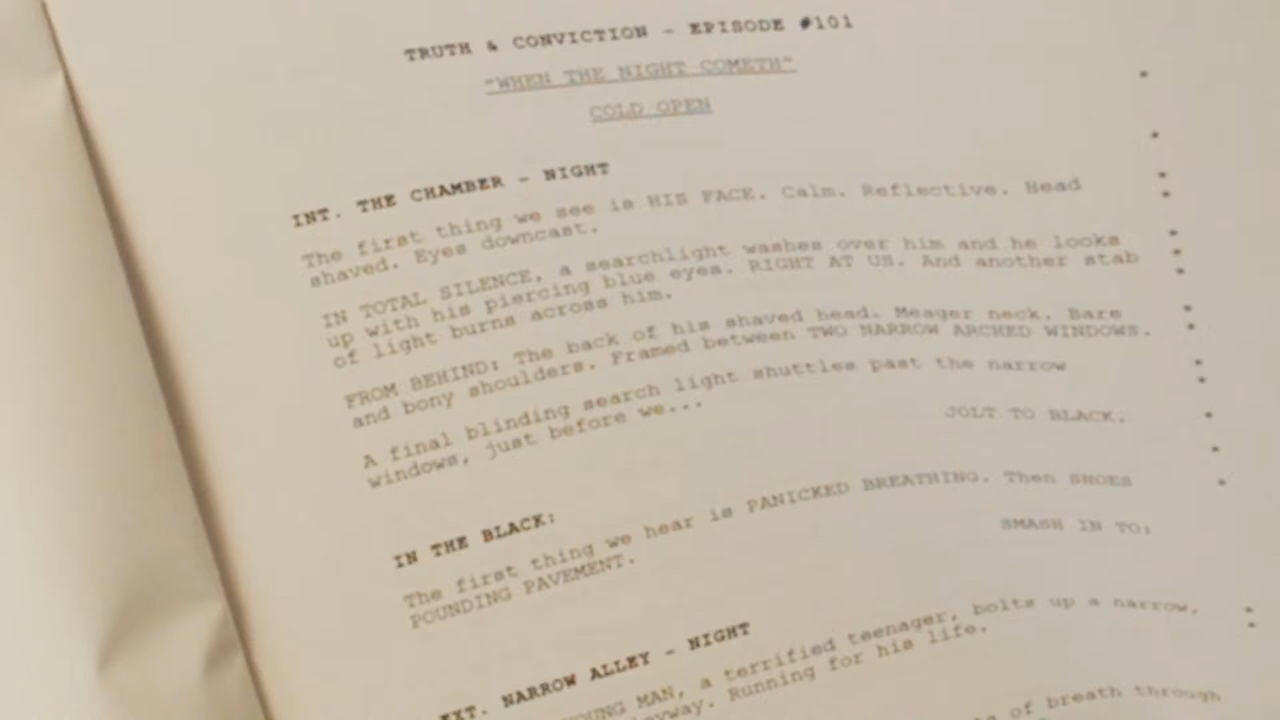 TRUTH & CONVICTION - EPISODE #101
"WHEN THE NIGHT COMETH"
COLD OPEN
INT. THE CHAMBER - NIGHT
The first thing we see is HIS FACE. Calm. Reflective. Head
shaved. Eyes downcast.
IN TOTAL SILENCE, a searchlight washes over him and he looks
up with his piercing blue eyes. RIGHT AT US. And another stab
of light burns across him.
FROM BEHIND: The back of his shaved head. Meager neck. Bare
and bony shoulders. Framed between TWO NARROW ARCHED WINDOWS.
A final blinding search light shuttles past the narrow
windows, just before we...
JOLT TO BLACK.
IN THE BLACK:
The first thing we hear is PANICKED BREATHING. Then SHOES
POUNDING PAVEMENT.
SMASH IN TO:
EXT. NARROW ALLEY - NIGHT
YOUNG MAN, a terrified teenager, bolts up a narrow,
Running for his life.
of breath through